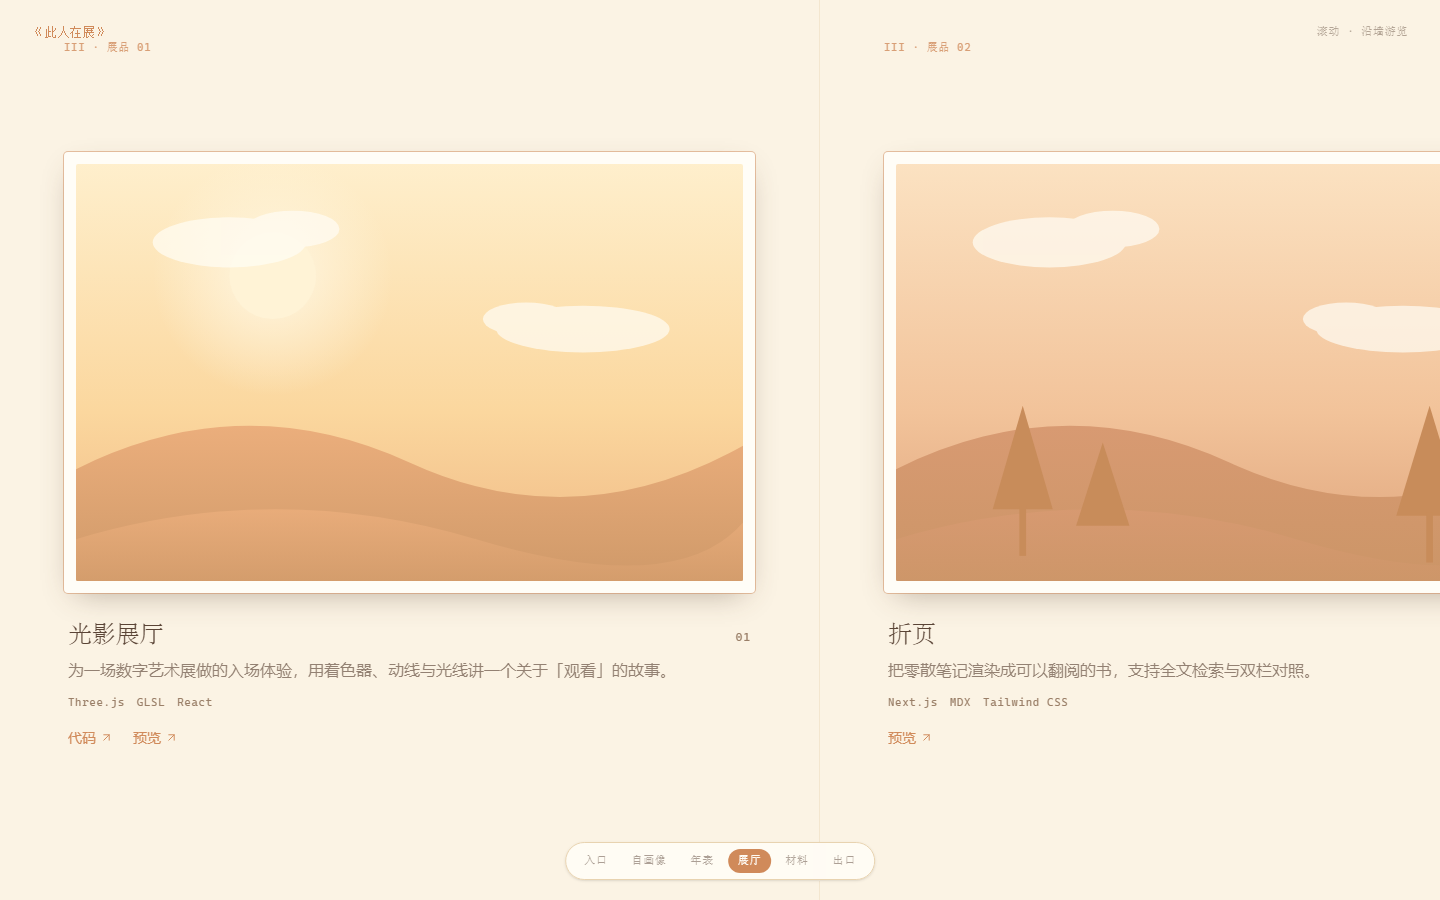 《此人在展》
滚动 · 沿墙游览
III · 展品 01
III · 展品 02
光影展厅
01
为一场数字艺术展做的入场体验，用着色器、动线与光线讲一个关于「观看」的故事。
Three.js GLSL React
代码
预览
折页
把零散笔记渲染成可以翻阅的书，支持全文检索与双栏对照。
Next.js MDX Tailwind CSS
预览
入口 自画像 年表 展厅 材料 出口